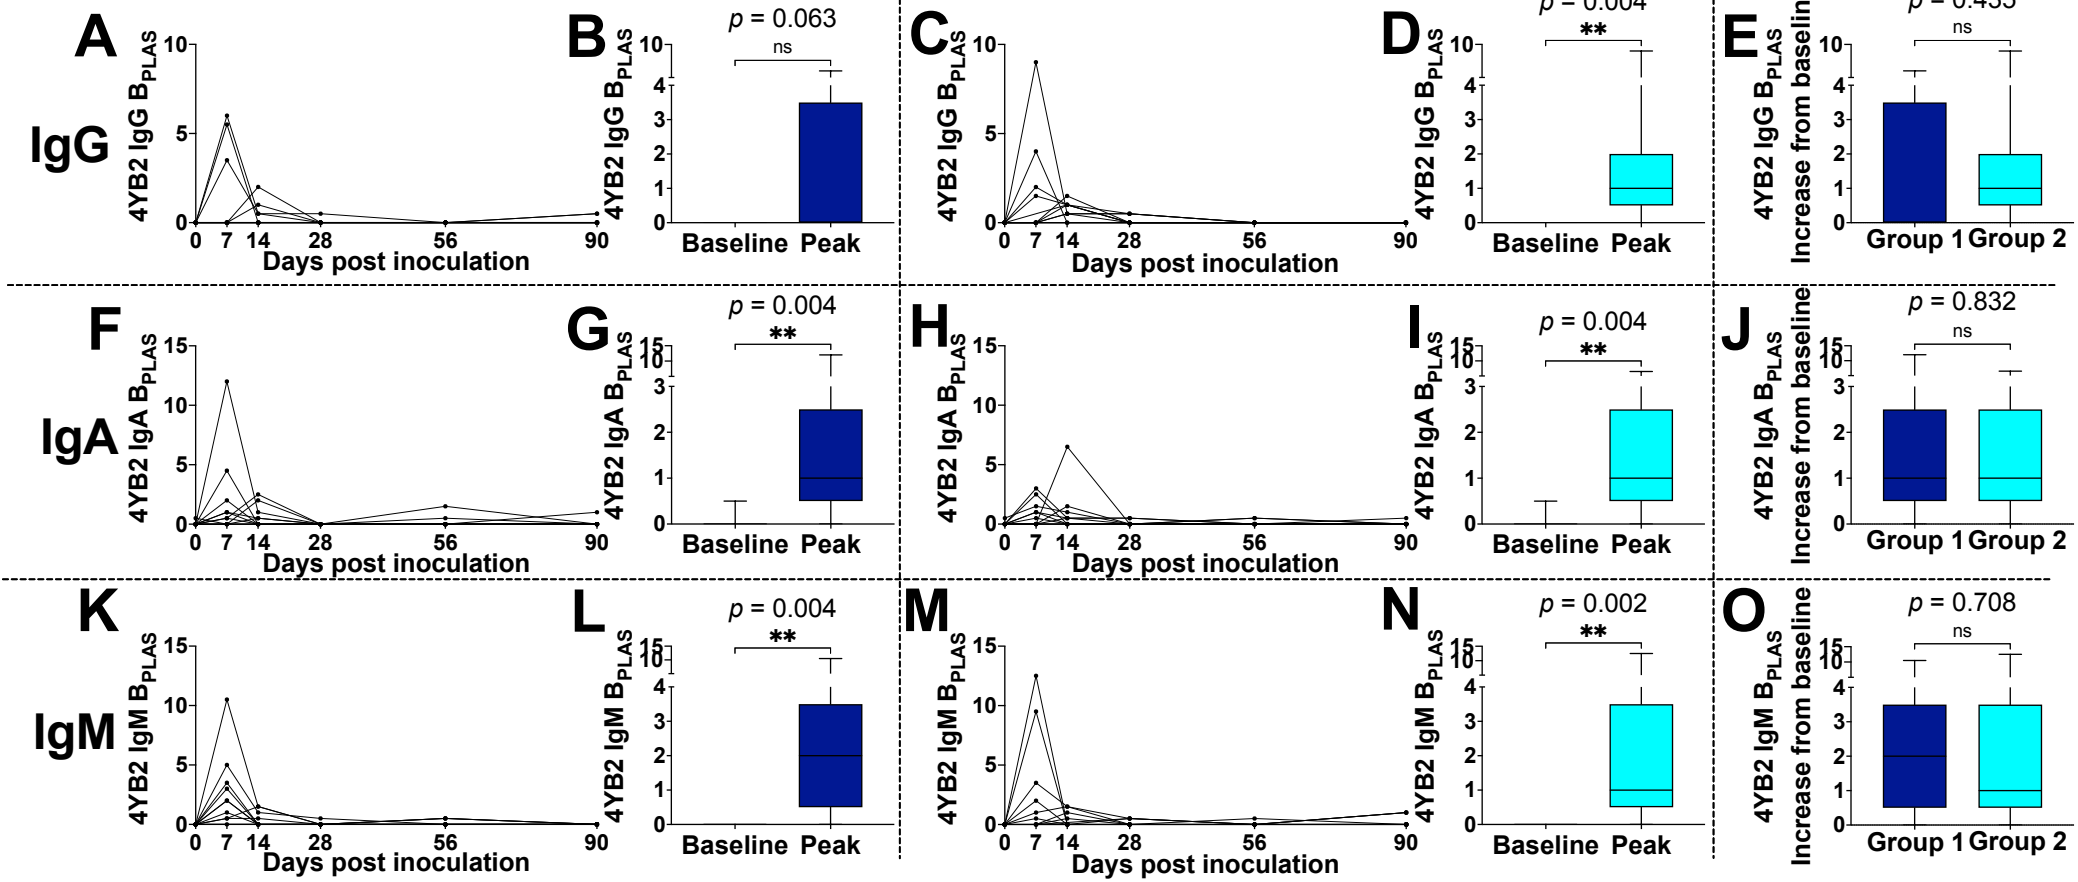 A
B
p = 0.063
ns
C
D
p = 0.004
**
E
ns
IgG
4YB2 IgG BPLAS
10
5
0
0 7 14 28 56 90
Days post inoculation
4YB2 IgG BPLAS
10
4
3
2
1
0
Baseline Peak
4YB2 IgG BPLAS
10
5
0
0 7 14 28 56 90
Days post inoculation
4YB2 IgG BPLAS
10
4
3
2
1
0
Baseline Peak
4YB2 IgG BPLAS
Increase from baseline
10
4
3
2
1
0
Group 1 Group 2
F
G
p = 0.004
**
H
I
p = 0.004
**
J
p = 0.832
ns
IgA
4YB2 IgA BPLAS
15
10
5
0
0 7 14 28 56 90
Days post inoculation
4YB2 IgA BPLAS
15
10
3
2
1
0
Baseline Peak
4YB2 IgA BPLAS
15
10
5
0
0 7 14 28 56 90
Days post inoculation
4YB2 IgA BPLAS
15
10
3
2
1
0
Baseline Peak
4YB2 IgA BPLAS
Increase from baseline
15
10
3
2
1
0
Group 1 Group 2
K
L
p = 0.004
**
M
N
p = 0.002
**
O
p = 0.708
ns
IgM
4YB2 IgM BPLAS
15
10
5
0
0 7 14 28 56 90
Days post inoculation
4YB2 IgM BPLAS
15
10
4
3
2
1
0
Baseline Peak
4YB2 IgM BPLAS
15
10
5
0
0 7 14 28 56 90
Days post inoculation
4YB2 IgM BPLAS
15
10
4
3
2
1
0
Baseline Peak
4YB2 IgM BPLAS
Increase from baseline
15
10
4
3
2
1
0
Group 1 Group 2